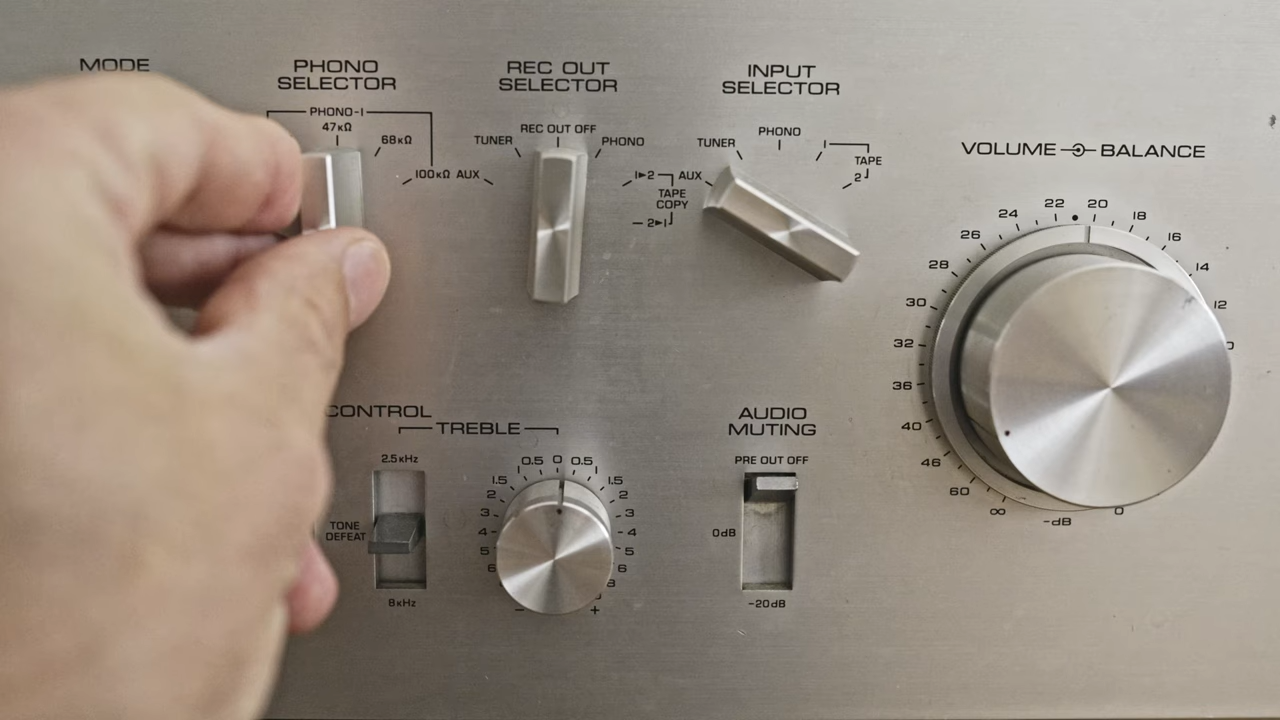 MODE
PHONO
SELECTOR
PHONO-1
47kΩ
68kΩ
100kΩ
REC OUT
SELECTOR
REC OUT OFF
TUNER
PHONO
AUX
1▶2
TAPE
COPY
2▶1
INPUT
SELECTOR
PHONO
TUNER
1
TAPE
2
AUX
VOLUME
BALANCE
22
20
24
18
26
16
28
14
30
12
32
36
40
46
60
∞
-dB
0
CONTROL
TREBLE
2.5kHz
TONE
DEFEAT
8kHz
0.5 0 0.5
1.5 1.5
2 2
3 3
4 4
5 5
6 6
8
- +
AUDIO
MUTING
PRE OUT OFF
0dB
-20dB